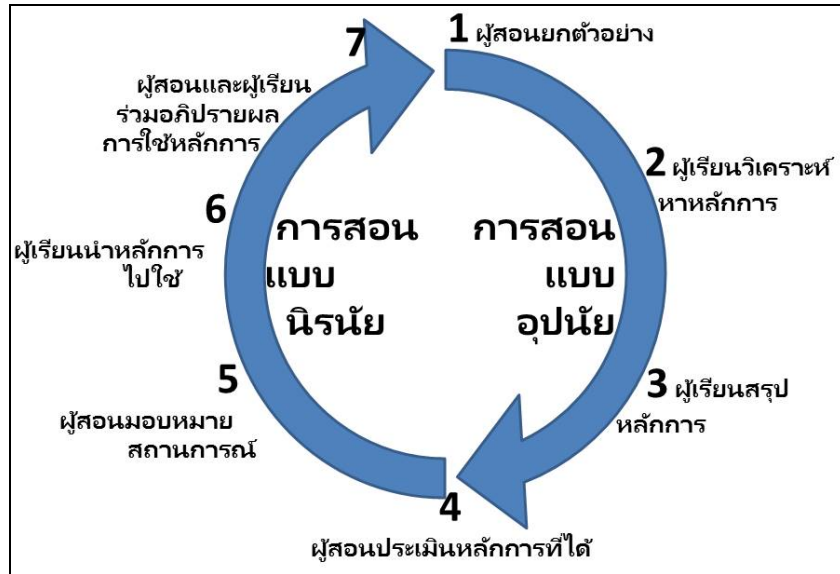 1 ผู้สอนยกตัวอย่าง
2 ผู้เรียนวิเคราะห์
หาหลักการ
3 ผู้เรียนสรุป
หลักการ
4
ผู้สอนประเมินหลักการที่ได้
5
ผู้สอนมอบหมาย
สถานการณ์
6
ผู้เรียนนำหลักการ
ไปใช้
7
ผู้สอนและผู้เรียน
ร่วมอภิปรายผล
การใช้หลักการ
การสอน
แบบ
นิรนัย
การสอน
แบบ
อุปนัย